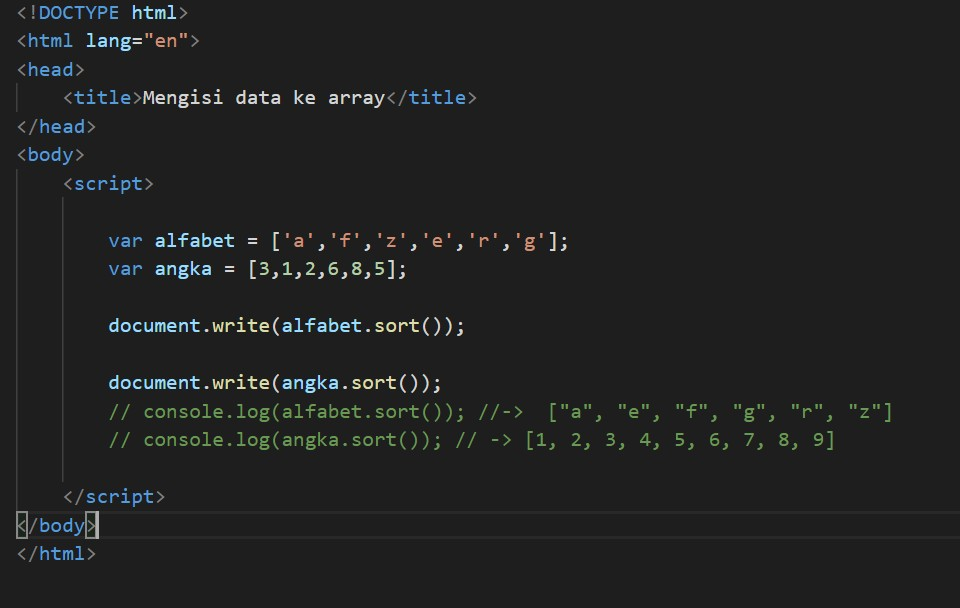 <!DOCTYPE html>
<html lang="en">
<head>
    <title>Mengisi data ke array</title>
</head>
<body>
    <script>

        var alfabet = ['a','f','z','e','r','g'];
        var angka = [3,1,2,6,8,5];

        document.write(alfabet.sort());

        document.write(angka.sort());
        // console.log(alfabet.sort()); //->  ["a", "e", "f", "g", "r", "z"]
        // console.log(angka.sort()); // -> [1, 2, 3, 4, 5, 6, 7, 8, 9]

    </script>
</body>
</html>